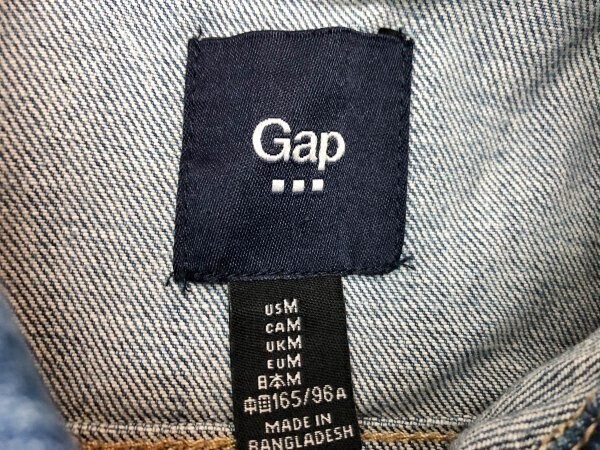 Gap
USM
CAM
UKM
EUM
日本M
中国165/96A
MADE IN
BANGLADESH